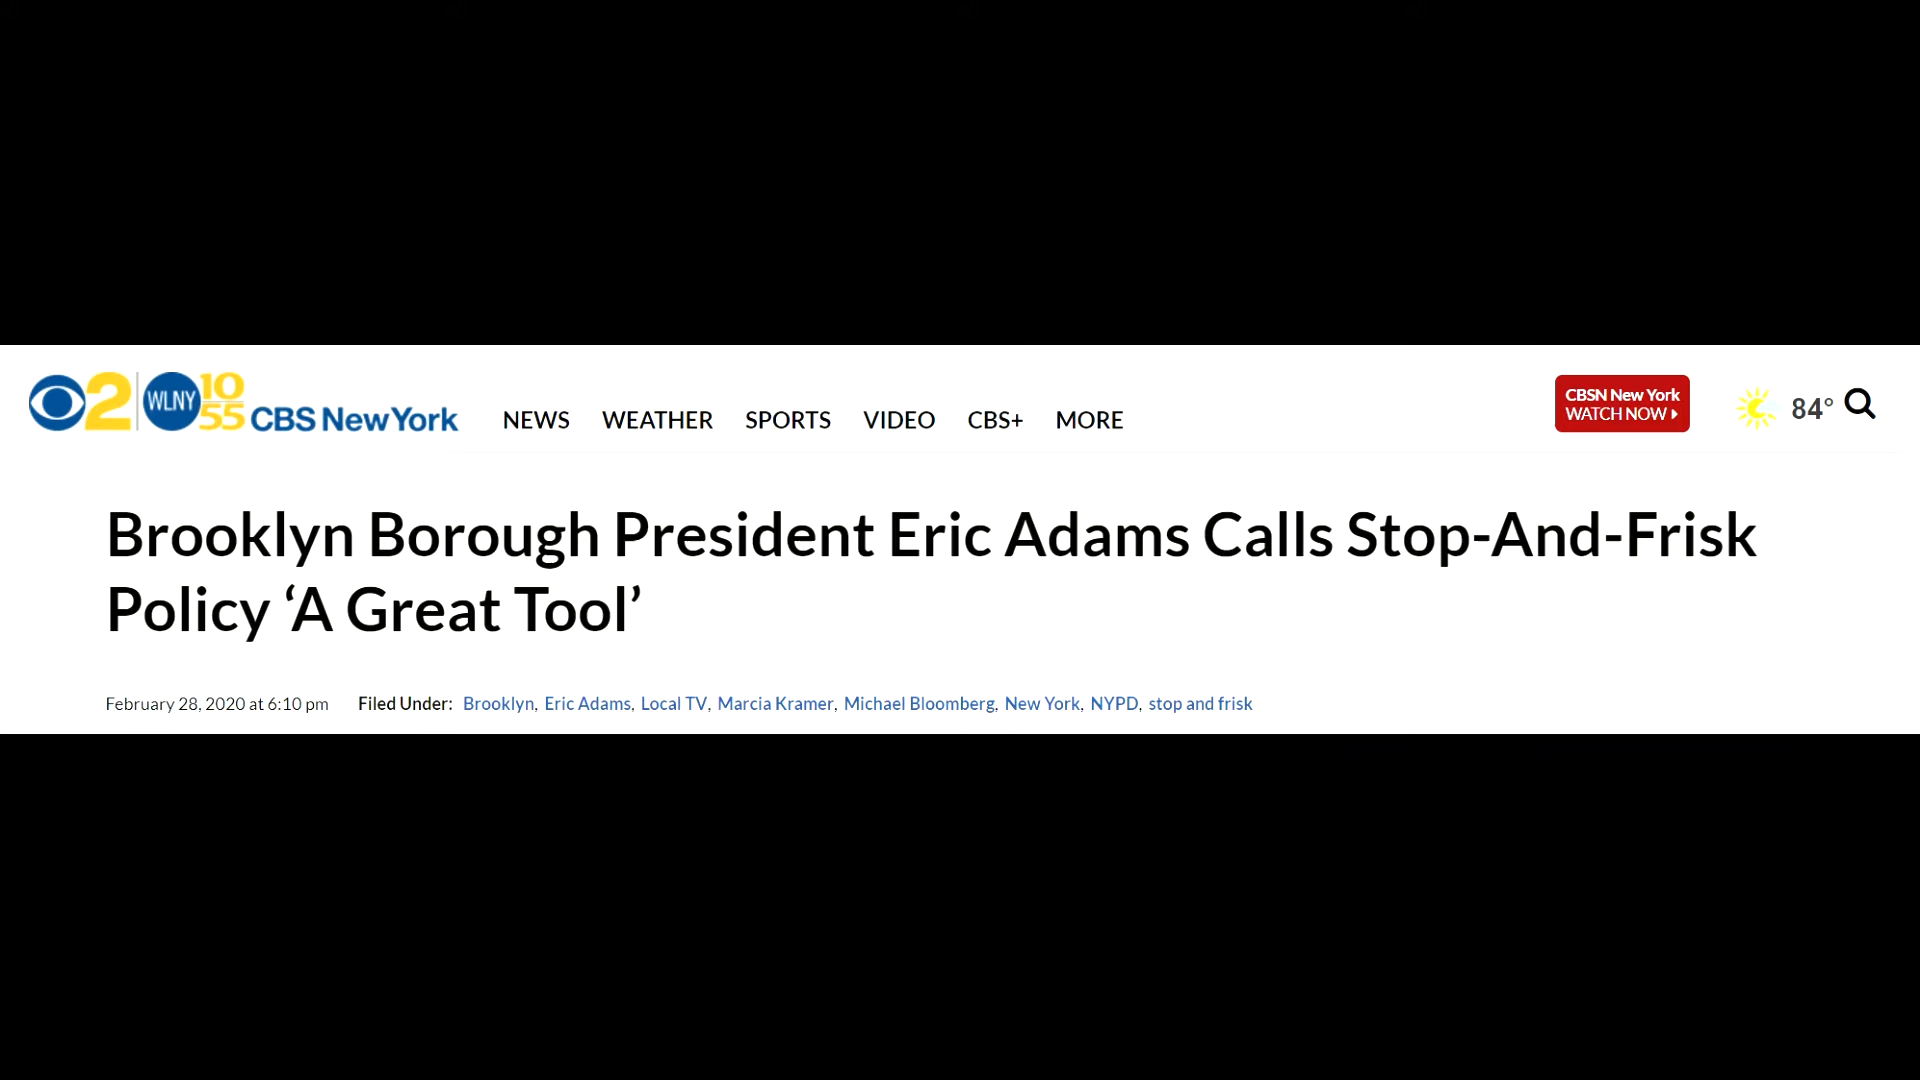 2 WLNY 10 55 CBS New York NEWS WEATHER SPORTS VIDEO CBS+ MORE CBSN New York WATCH NOW 84°
Brooklyn Borough President Eric Adams Calls Stop-And-Frisk
Policy ‘A Great Tool’
February 28, 2020 at 6:10 pm Filed Under: Brooklyn, Eric Adams, Local TV, Marcia Kramer, Michael Bloomberg, New York, NYPD, stop and frisk